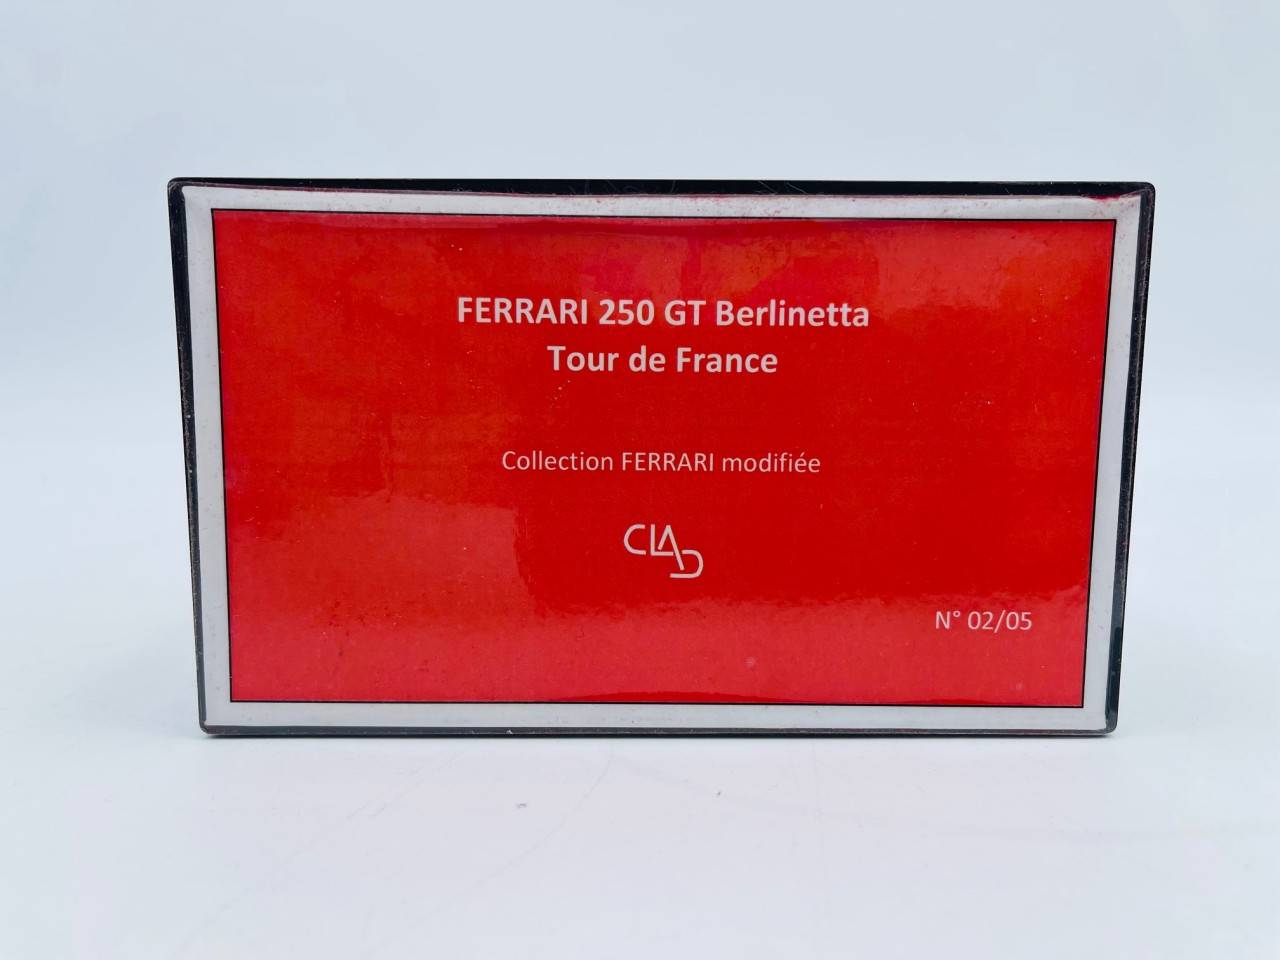 FERRARI 250 GT Berlinetta
Tour de France
Collection FERRARI modifiée
CLAD
N° 02/05